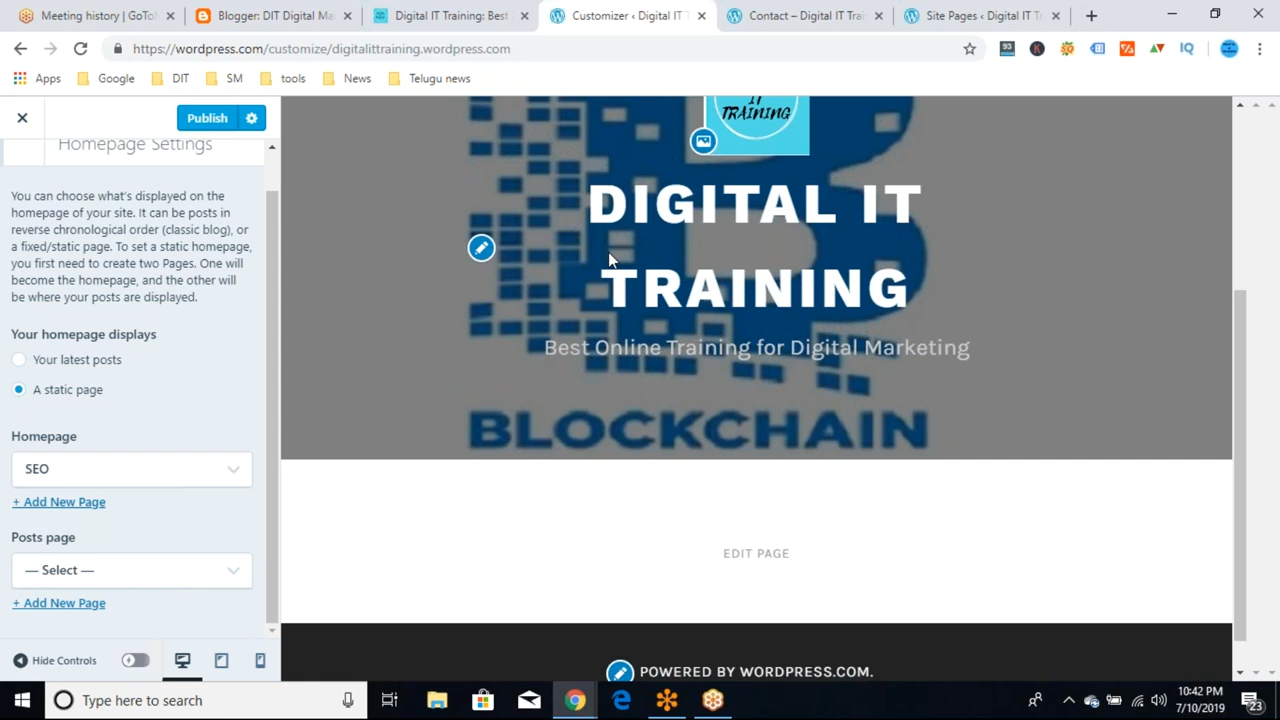 Meeting history | GoTo
Blogger: DIT Digital Ma
Digital IT Training: Best
Customizer ‹ Digital IT T
Contact – Digital IT Trai
Site Pages ‹ Digital IT Tr
https://wordpress.com/customize/digitalittraining.wordpress.com
93
K
IQ
Apps
Google
DIT
SM
tools
News
Telugu news
Publish
Homepage Settings
You can choose what's displayed on the
homepage of your site. It can be posts in
reverse chronological order (classic blog), or
a fixed/static page. To set a static homepage,
you first need to create two Pages. One will
become the homepage, and the other will
be where your posts are displayed.
Your homepage displays
Your latest posts
A static page
Homepage
SEO
+ Add New Page
Posts page
— Select —
+ Add New Page
Hide Controls
IT
TRAINING
DIGITAL IT
TRAINING
Best Online Training for Digital Marketing
BLOCKCHAIN
EDIT PAGE
POWERED BY WORDPRESS.COM.
Type here to search
10:42 PM
7/10/2019
23